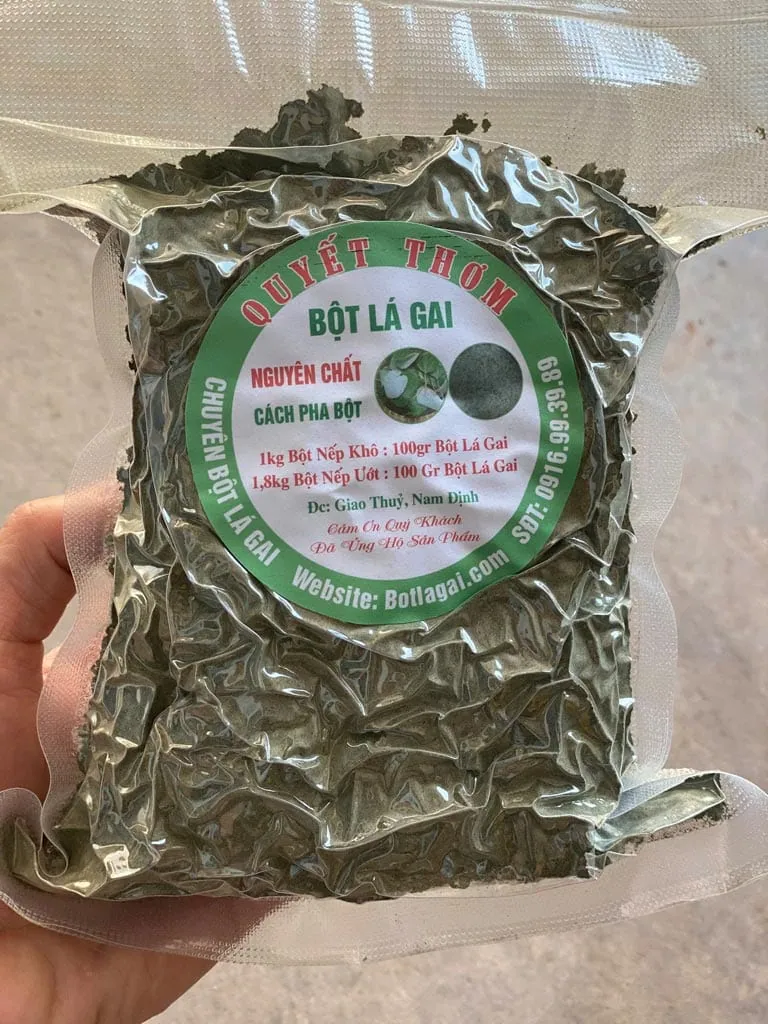 QUYẾT THƠM
BỘT LÁ GAI
NGUYÊN CHẤT
CÁCH PHA BỘT
1kg Bột Nếp Khô : 100gr Bột Lá Gai
1,8kg Bột Nếp Ướt : 100 Gr Bột Lá Gai
Đc: Giao Thuỷ, Nam Định
Cảm Ơn Quý Khách
Đã Ủng Hộ Sản Phẩm
CHUYÊN BỘT LÁ GAI
Website: Botlagai.com
SĐT: 0916.99.39.89